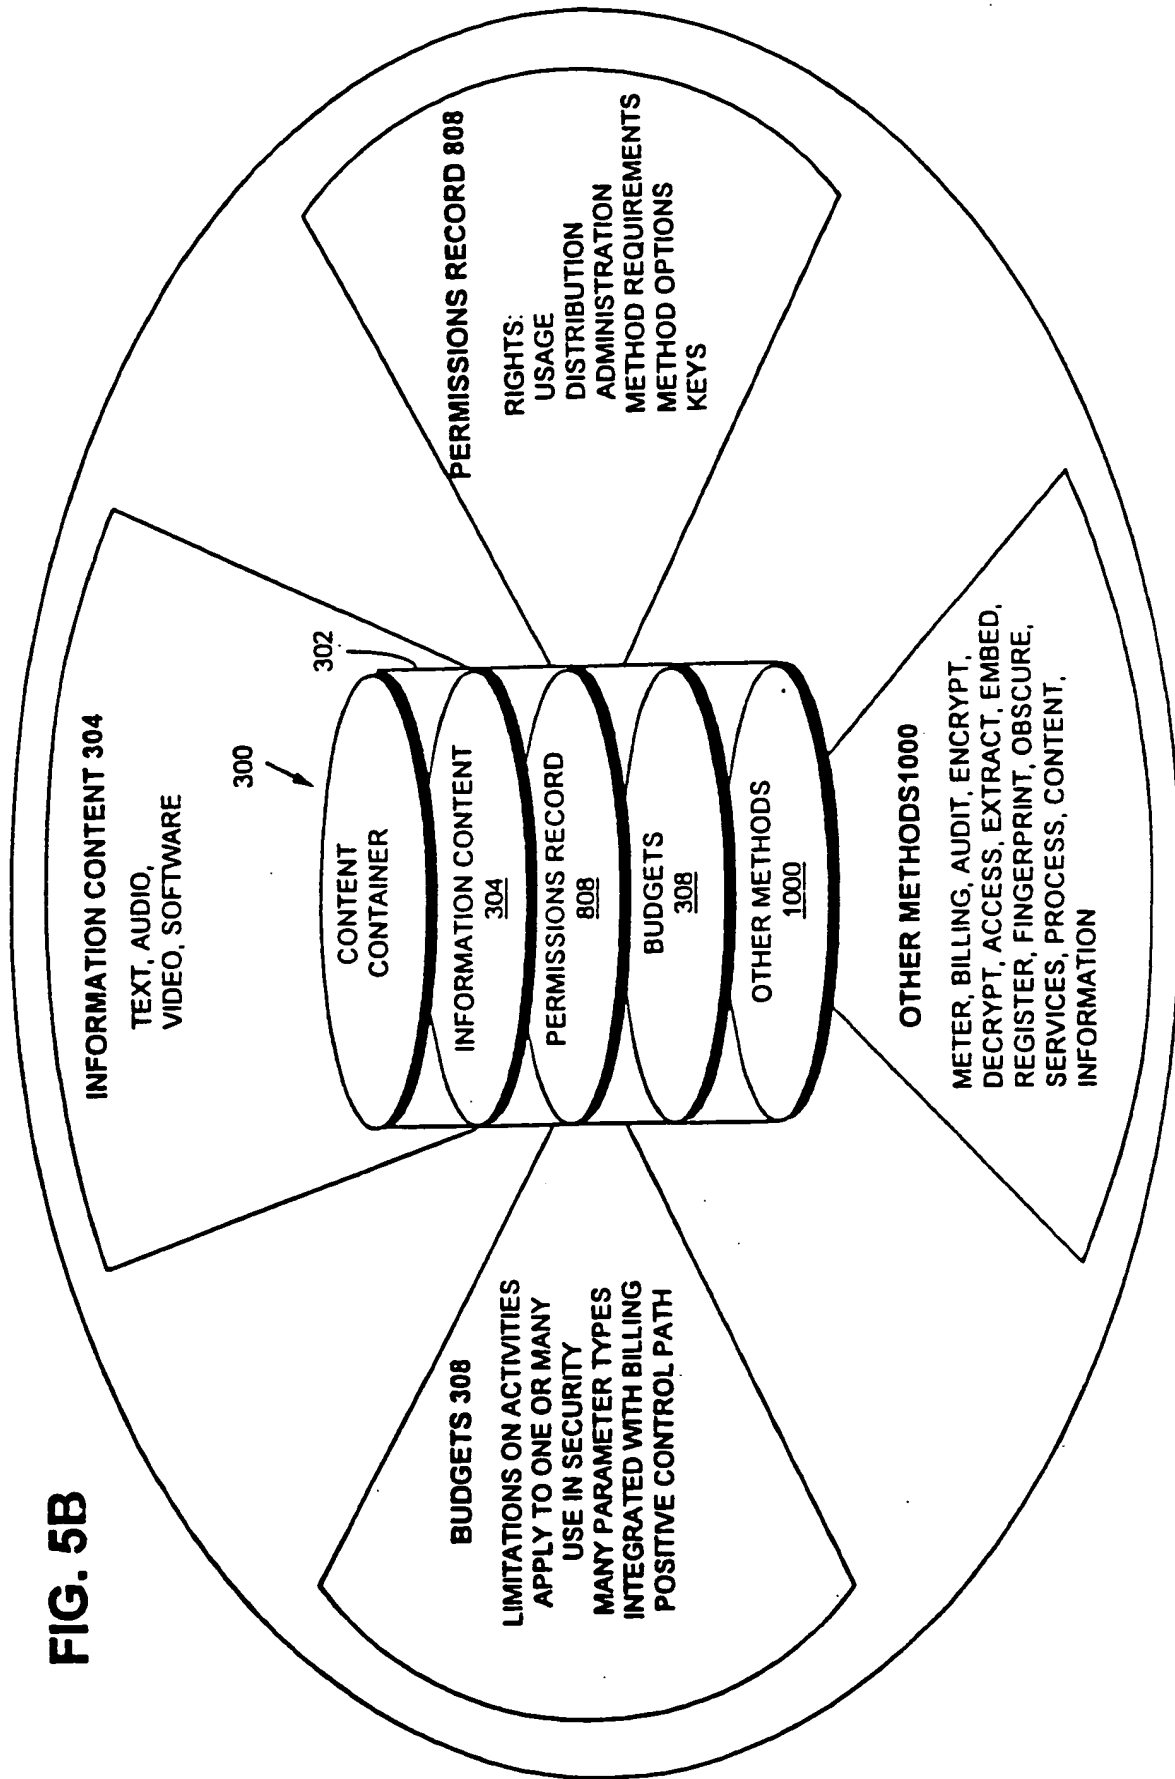 FIG. 5B
INFORMATION CONTENT 304
TEXT, AUDIO,
VIDEO, SOFTWARE
300
302
CONTENT
CONTAINER
INFORMATION CONTENT
304
PERMISSIONS RECORD
808
BUDGETS
308
OTHER METHODS
1000
BUDGETS 308
LIMITATIONS ON ACTIVITIES
APPLY TO ONE OR MANY
USE IN SECURITY
MANY PARAMETER TYPES
INTEGRATED WITH BILLING
POSITIVE CONTROL PATH
PERMISSIONS RECORD 808
RIGHTS:
USAGE
DISTRIBUTION
ADMINISTRATION
METHOD REQUIREMENTS
METHOD OPTIONS
KEYS
OTHER METHODS1000
METER, BILLING, AUDIT, ENCRYPT,
DECRYPT, ACCESS, EXTRACT, EMBED,
REGISTER, FINGERPRINT, OBSCURE,
SERVICES, PROCESS, CONTENT,
INFORMATION